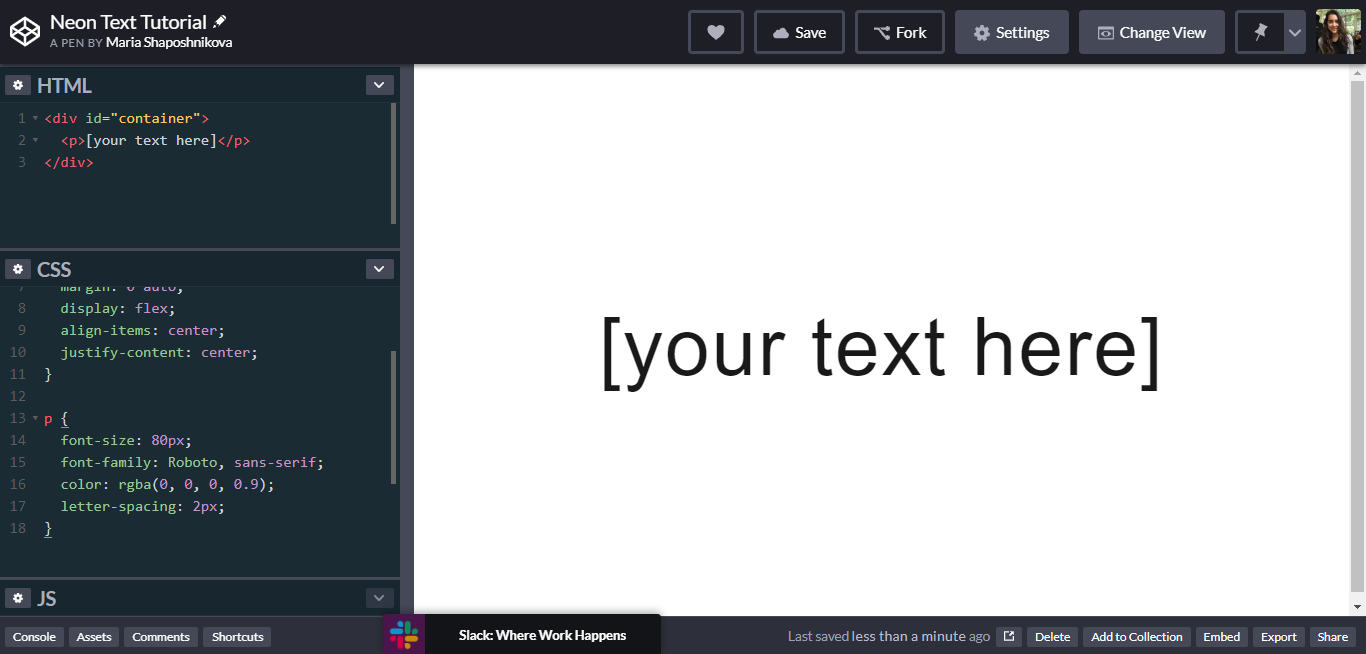 Neon Text Tutorial
A PEN BY Maria Shaposhnikova
Save
Fork
Settings
Change View
HTML
1 <div id="container">
2 <p>[your text here]</p>
3 </div>
CSS
7 margin: 0 auto;
8 display: flex;
9 align-items: center;
10 justify-content: center;
11 }
12
13 p {
14 font-size: 80px;
15 font-family: Roboto, sans-serif;
16 color: rgba(0, 0, 0, 0.9);
17 letter-spacing: 2px;
18 }
JS
[your text here]
Console Assets Comments Shortcuts
Slack: Where Work Happens
Last saved less than a minute ago
Delete Add to Collection Embed Export Share